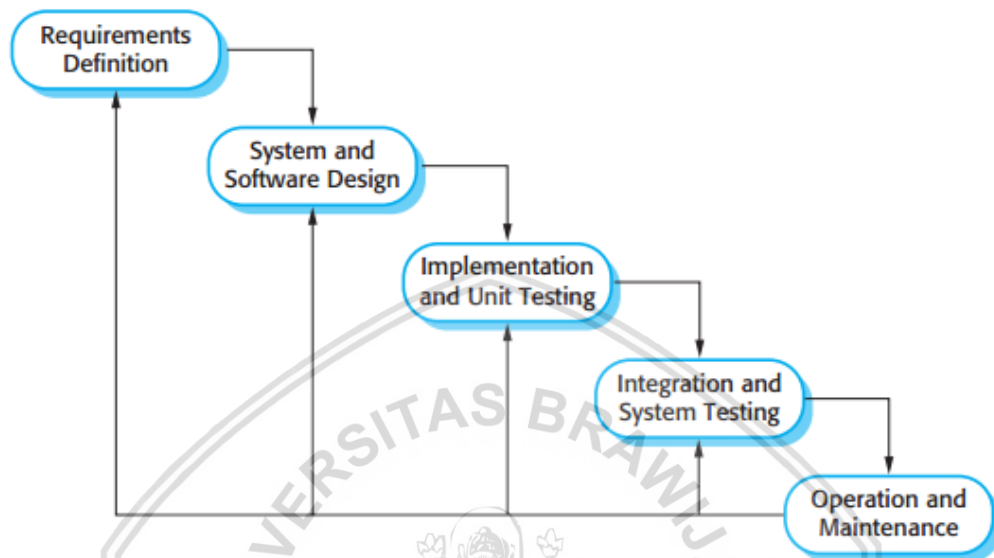 Requirements
Definition
System and
Software Design
Implementation
and Unit Testing
Integration and
System Testing
Operation and
Maintenance
VERSITAS BRAWIJ